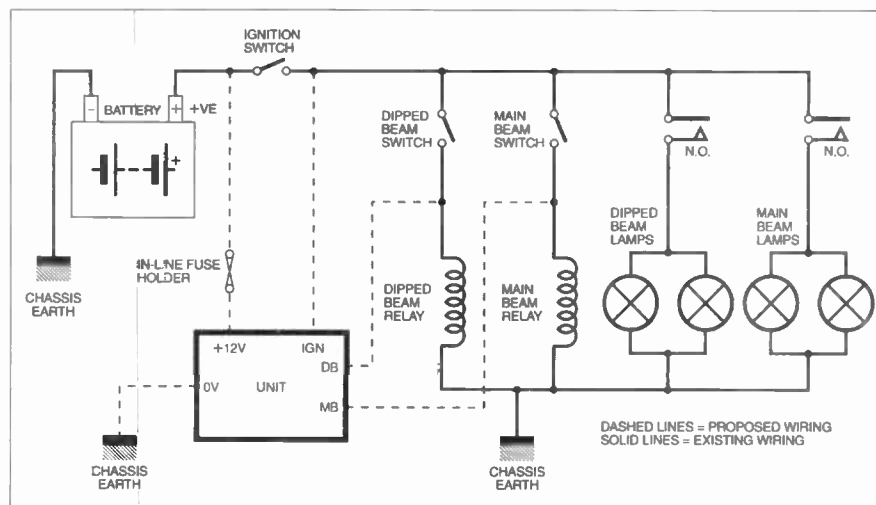 IGNITION
SWITCH
- BATTERY + +VE
+
DIPPED
BEAM
SWITCH
MAIN
BEAM
SWITCH
N.O.
N.O.
DIPPED
BEAM
LAMPS
MAIN
BEAM
LAMPS
IN-LINE FUSE
HOLDER
CHASSIS
EARTH
DIPPED
BEAM
RELAY
MAIN
BEAM
RELAY
+12V IGN
DB
0V UNIT
MB
DASHED LINES = PROPOSED WIRING
SOLID LINES = EXISTING WIRING
CHASSIS
EARTH
CHASSIS
EARTH